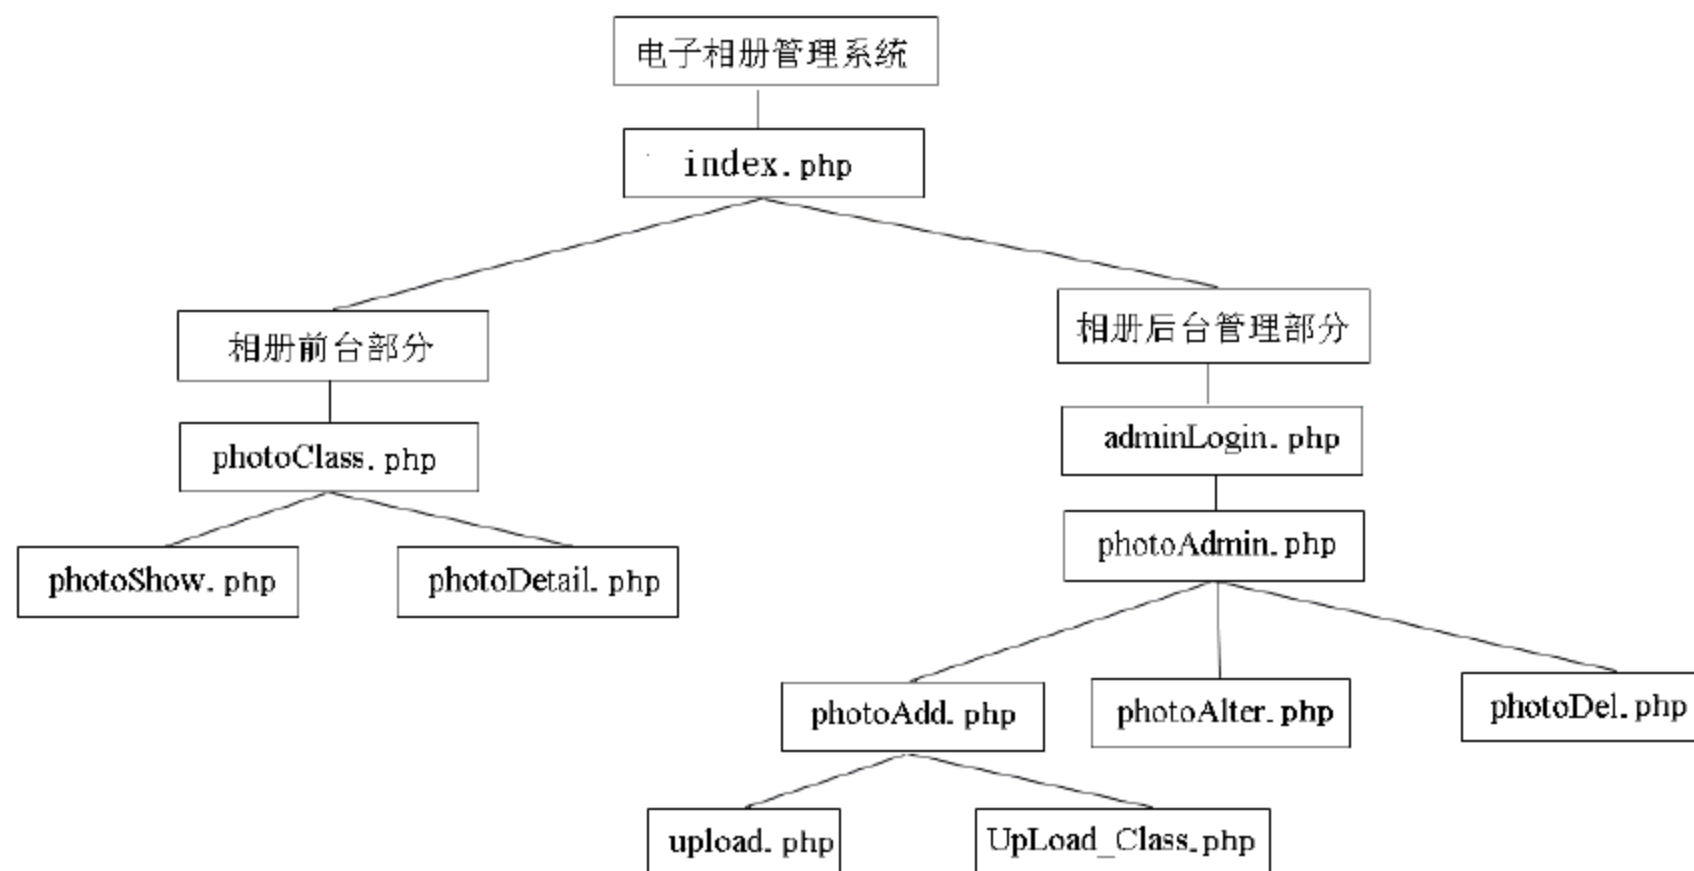 电子相册管理系统
index.php
相册前台部分
相册后台管理部分
photoClass.php
adminLogin.php
photoShow.php
photoDetail.php
photoAdmin.php
photoAdd.php
photoAlter.php
photoDel.php
upload.php
UpLoad_Class.php